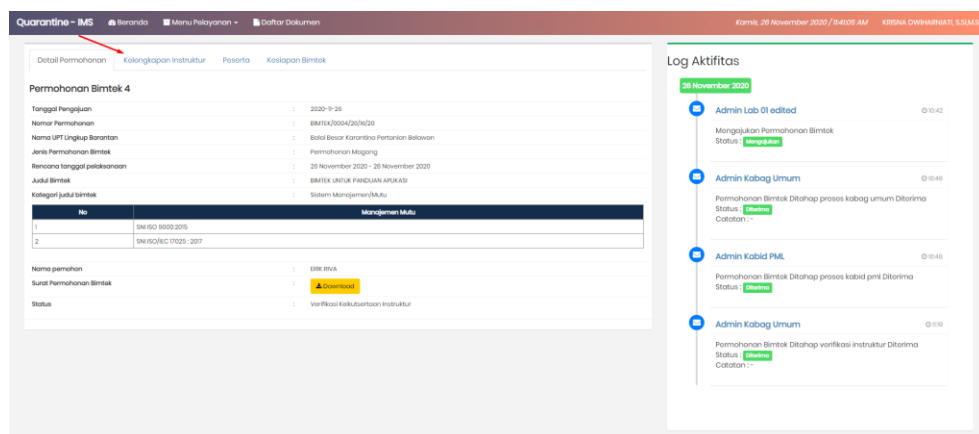 Quarantine - IMS Beranda Menu Pelayanan Daftar Dokumen Kamis, 26 November 2020 / 11:41:05 AM KRISNA DWIHARNIATI, S.SI,M.S
Detail Permohonan Kelengkapan Instruktur Peserta Kesiapan Bimtek
Permohonan Bimtek 4
Tanggal Pengajuan : 2020-11-26
Nomor Permohonan : BIMTEK/0004/20/XI/20
Nama UPT Lingkup Barantan : Balai Besar Karantina Pertanian Belawan
Jenis Permohonan Bimtek : Permohonan Magang
Rencana tanggal pelaksanaan : 26 November 2020 - 26 November 2020
Judul Bimtek : BIMTEK UNTUK PANDUAN APLIKASI
Kategori judul bimtek : Sistem Manajemen/Mutu
No Manajemen Mutu
1 SNI ISO 9000:2015
2 SNI ISO/IEC 17025 : 2017
Nama pemohon : ERIK RIVA
Surat Permohonan Bimtek : Download
Status : Verifikasi Keikutsertaan Instruktur
Log Aktifitas
26 November 2020
Admin Lab 01 edited 10:42
Mengajukan Permohonan Bimtek
Status : Mengajukan
Admin Kabag Umum 10:46
Permohonan Bimtek Ditahap proses kabag umum Diterima
Status : Diterima
Catatan : -
Admin Kabid PML 10:48
Permohonan Bimtek Ditahap proses kabid pml Diterima
Status : Diterima
Admin Kabag Umum 11:19
Permohonan Bimtek Ditahap verifikasi instruktur Diterima
Status : Diterima
Catatan : -